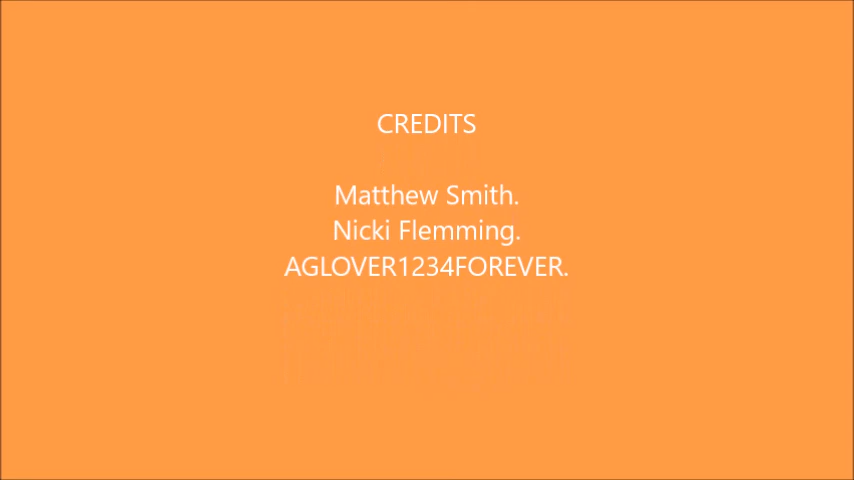 CREDITS
Matthew Smith.
Nicki Flemming.
AGLOVER1234FOREVER.